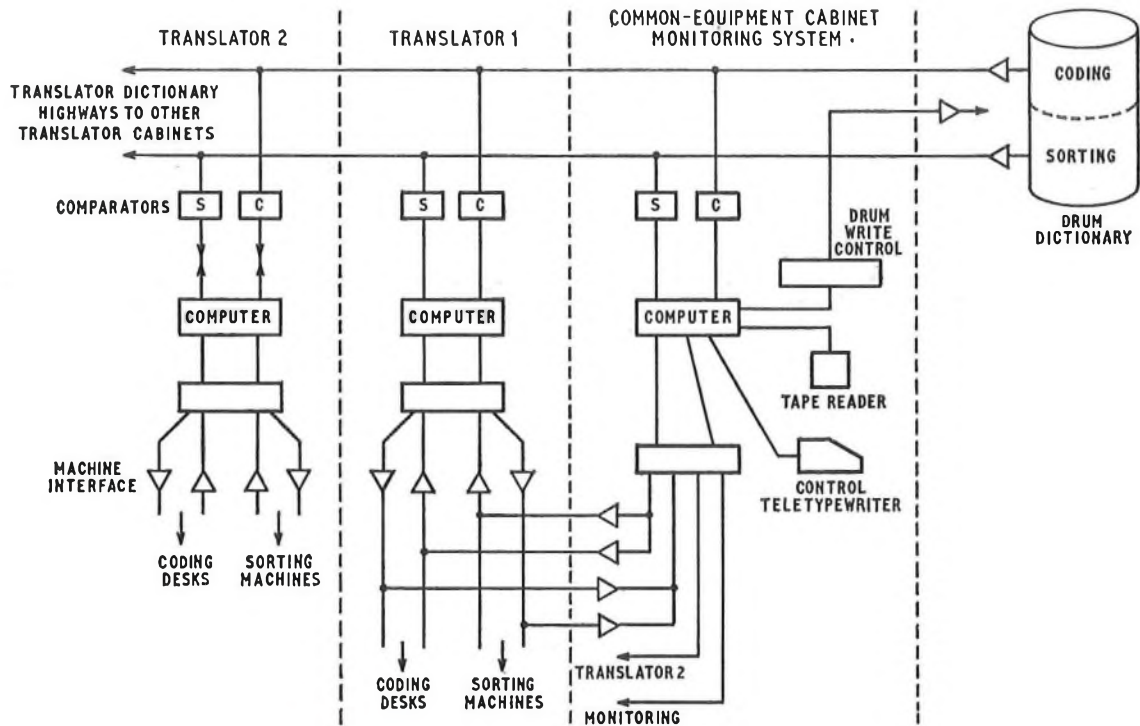 TRANSLATOR 2
TRANSLATOR 1
COMMON-EQUIPMENT CABINET
MONITORING SYSTEM .
TRANSLATOR DICTIONARY
HIGHWAYS TO OTHER
TRANSLATOR CABINETS
CODING
SORTING
DRUM
DICTIONARY
COMPARATORS
S
C
S
C
S
C
DRUM
WRITE
CONTROL
COMPUTER
COMPUTER
COMPUTER
TAPE READER
MACHINE
INTERFACE
CONTROL
TELETYPEWRITER
CODING
DESKS
SORTING
MACHINES
CODING
DESKS
SORTING
MACHINES
TRANSLATOR 2
MONITORING